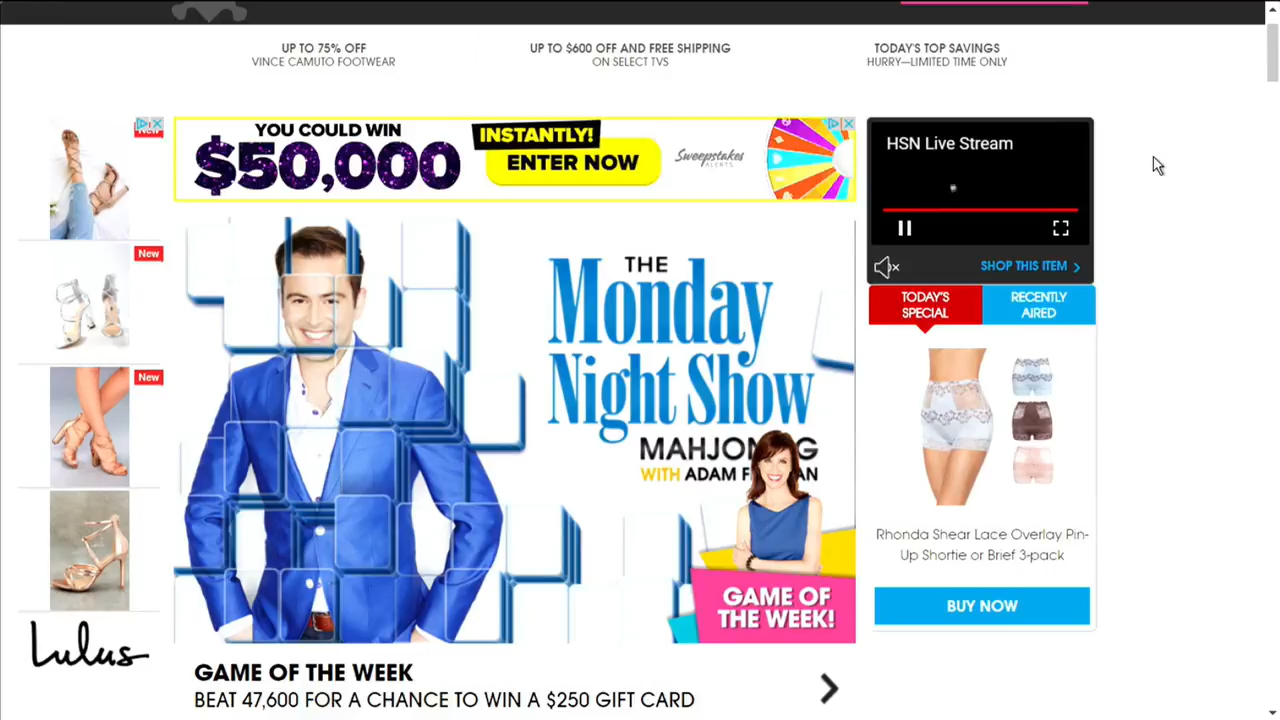 UP TO 75% OFF
VINCE CAMUTO FOOTWEAR
UP TO $600 OFF AND FREE SHIPPING
ON SELECT TVS
TODAY'S TOP SAVINGS
HURRY—LIMITED TIME ONLY
New
New
New
Lulus
YOU COULD WIN
$50,000
INSTANTLY!
ENTER NOW
Sweepstakes
ALERTS
THE
Monday
Night Show
MAHJONG
WITH ADAM
GAME OF
THE WEEK!
GAME OF THE WEEK
BEAT 47,600 FOR A CHANCE TO WIN A $250 GIFT CARD
HSN Live Stream
SHOP THIS ITEM
TODAY'S
SPECIAL
RECENTLY
AIRED
Rhonda Shear Lace Overlay Pin-
Up Shortie or Brief 3-pack
BUY NOW